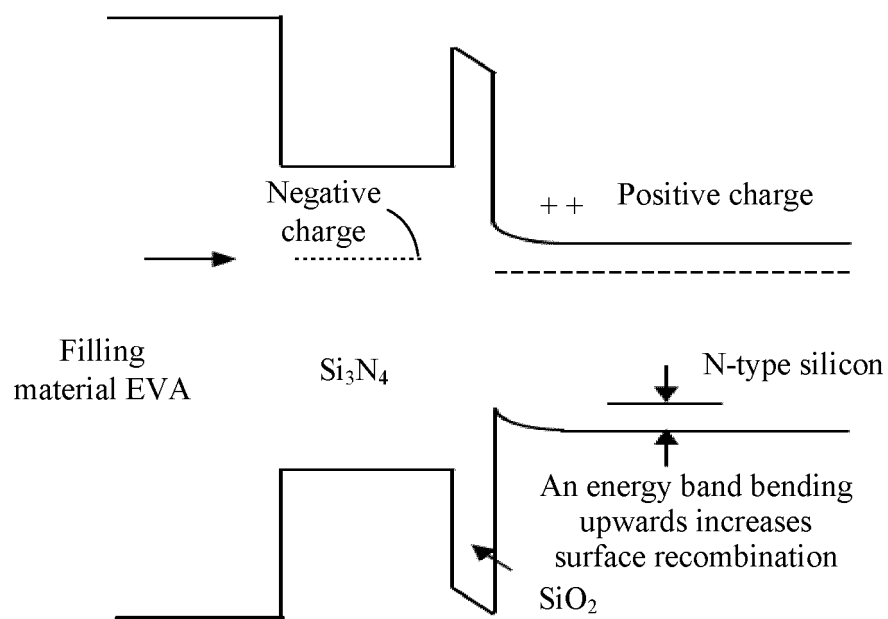 Negative
charge
+ +
Positive charge
Filling
material EVA
Si₃N₄
N-type silicon
An energy band bending
upwards increases
surface recombination
SiO₂